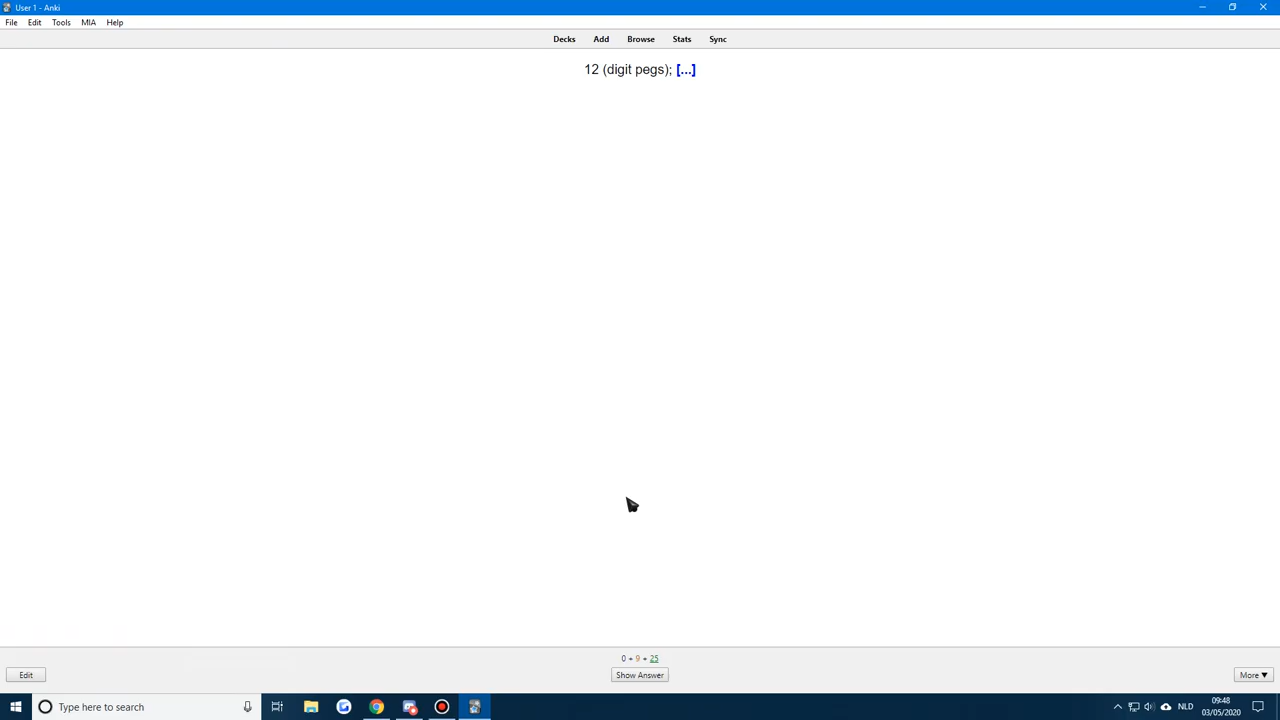 User 1 - Anki
File Edit Tools MIA Help
Decks Add Browse Stats Sync
12 (digit pegs); [...]
0 + 9 + 25
Edit Show Answer More ▼
Type here to search
NLD
09:48
03/05/2020